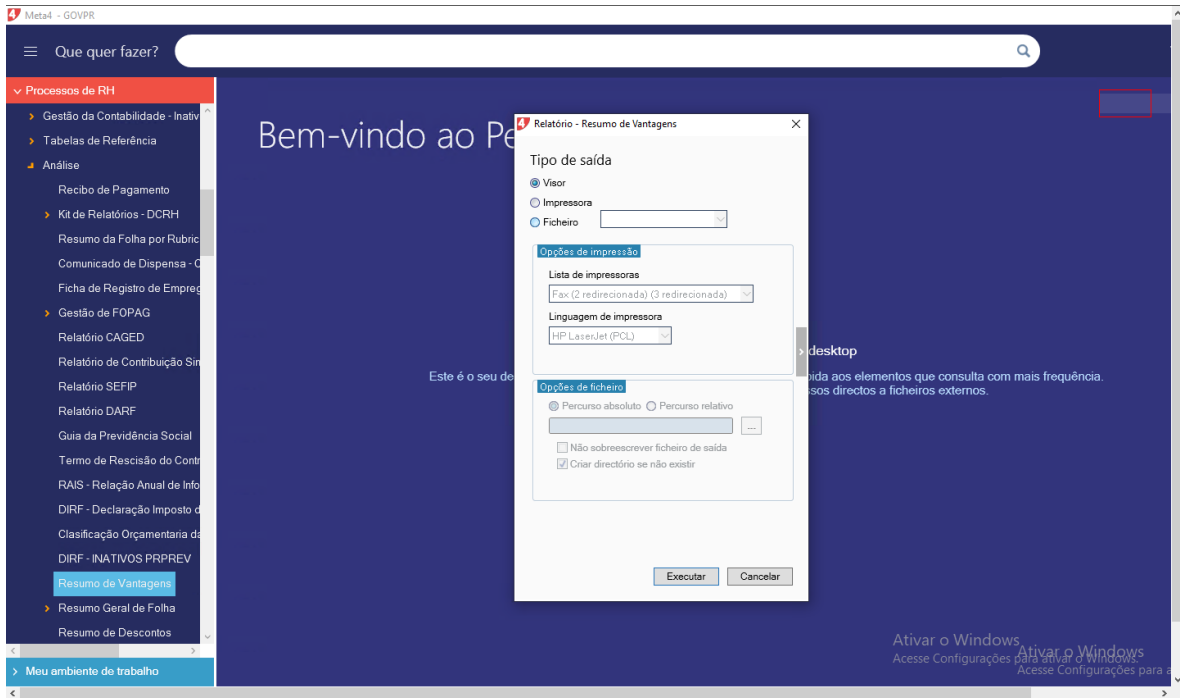 Meta4 - GOVPR
Que quer fazer?
Processos de RH
Gestão da Contabilidade - Inativ
Tabelas de Referência
Análise
Recibo de Pagamento
Kit de Relatórios - DCRH
Resumo da Folha por Rubric
Comunicado de Dispensa - C
Ficha de Registro de Empreg
Gestão de FOPAG
Relatório CAGED
Relatório de Contribuição Sin
Relatório SEFIP
Relatório DARF
Guia da Previdência Social
Termo de Rescisão do Contr
RAIS - Relação Anual de Info
DIRF - Declaração Imposto d
Clasificação Orçamentaria da
DIRF - INATIVOS PRPREV
Resumo de Vantagens
Resumo Geral de Folha
Resumo de Descontos
Meu ambiente de trabalho
Bem-vindo ao Pe
Este é o seu de
desktop
ida aos elementos que consulta com mais frequência.
sos directos a ficheiros externos.
Relatório - Resumo de Vantagens
Tipo de saída
Visor
Impressora
Ficheiro
Opções de impressão
Lista de impressoras
Fax (2 redirecionada) (3 redirecionada)
Linguagem de impressora
HP LaserJet (PCL)
Opções de ficheiro
Percurso absoluto Percurso relativo
...
Não sobreescrever ficheiro de saída
Criar directório se não existir
Executar Cancelar
Ativar o Windows
Acesse Configurações para ativar o Windows.
Ativar o Windows
Acesse Configurações para a